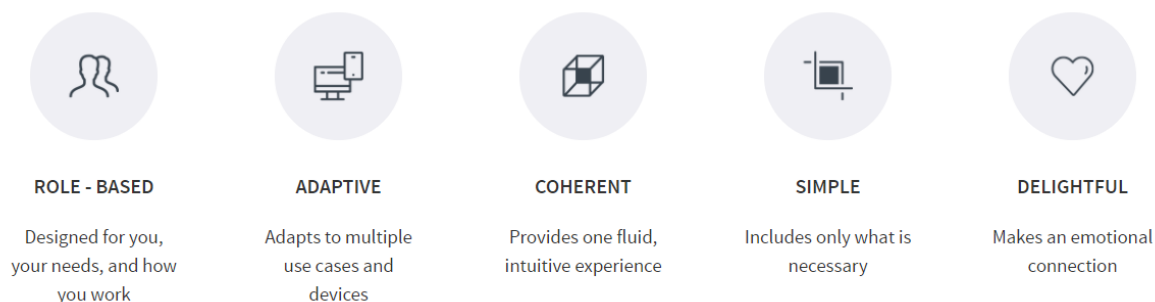 ROLE - BASED
Designed for you,
your needs, and how
you work
ADAPTIVE
Adapts to multiple
use cases and
devices
COHERENT
Provides one fluid,
intuitive experience
SIMPLE
Includes only what is
necessary
DELIGHTFUL
Makes an emotional
connection